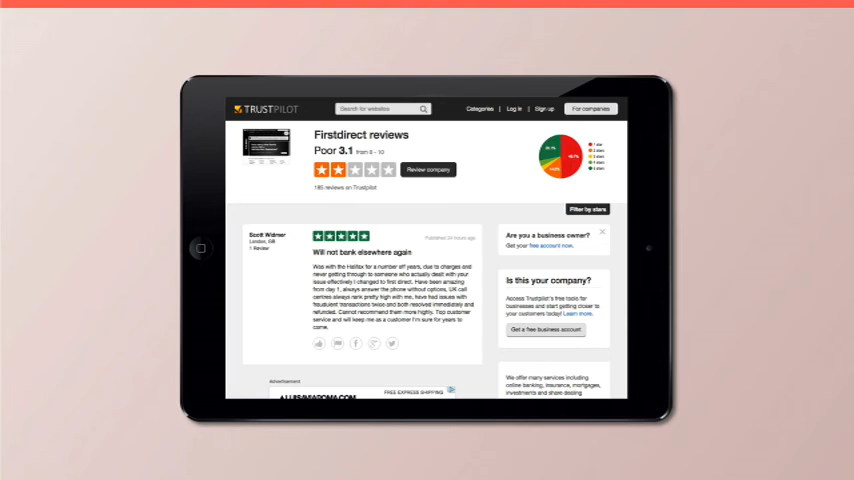 TRUSTPILOT
Search for websites
Categories | Log in | Sign up
For companies
Firstdirect reviews
Poor 3.1 from 0 - 10
Review company
185 reviews on Trustpilot
1 star
2 stars
3 stars
4 stars
5 stars
Filter by stars
Scott Widmer
London, GB
1 Review
Published 21 hours ago
Will not bank elsewhere again
Was with the Halifax for a number off years, due to charges and
never getting through to someone who actually dealt with your
issue effectively I changed to first direct. Have been amazing
from day 1, always answer the phone without options, UK call
centres always rank pretty high with me, have had issues with
fraudulent transactions twice and both resolved immediately and
refunded. Cannot recommend them more highly. Top customer
service and will keep me as a customer I'm sure for years to
come.
Advertisement
FREE EXPRESS SHIPPING
Are you a business owner?
Get your free account now.
Is this your company?
Access Trustpilot's free tools for
businesses and start getting closer to
your customers today! Learn more.
Get a free business account
We offer many services including
online banking, insurance, mortgages,
investments and share dealing